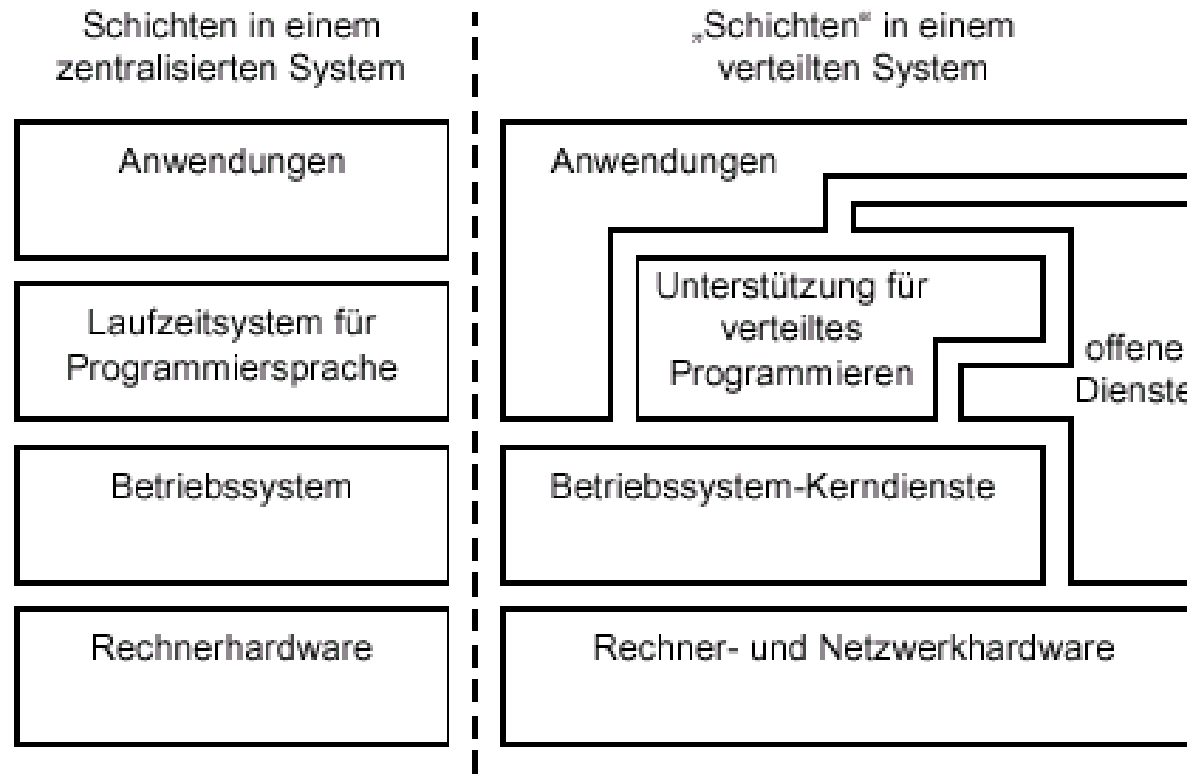 Schichten in einem
zentralisierten System
Anwendungen
Laufzeitsystem für
Programmiersprache
Betriebssystem
Rechnerhardware
„Schichten“ in einem
verteilten System
Anwendungen
Unterstützung für
verteiltes
Programmieren
offene
Dienste
Betriebssystem-Kerndienste
Rechner- und Netzwerkhardware